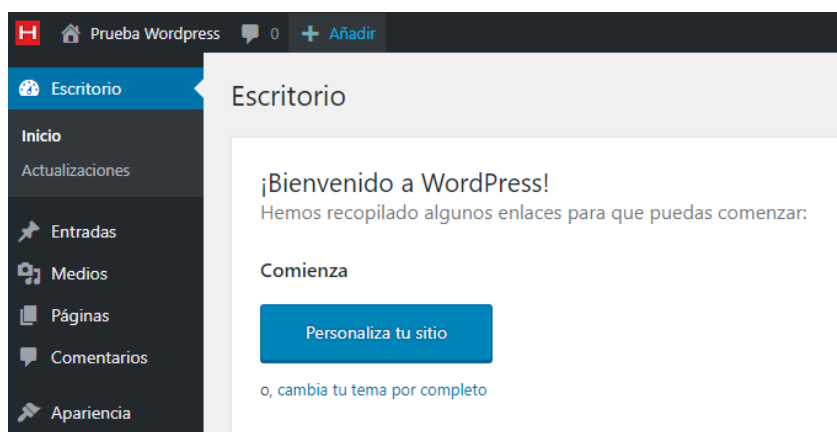 H Prueba Wordpress 0 + Añadir
Escritorio
Inicio
Actualizaciones
Entradas
Medios
Páginas
Comentarios
Apariencia
Escritorio
¡Bienvenido a WordPress!
Hemos recopilado algunos enlaces para que puedas comenzar:
Comienza
Personaliza tu sitio
o, cambia tu tema por completo